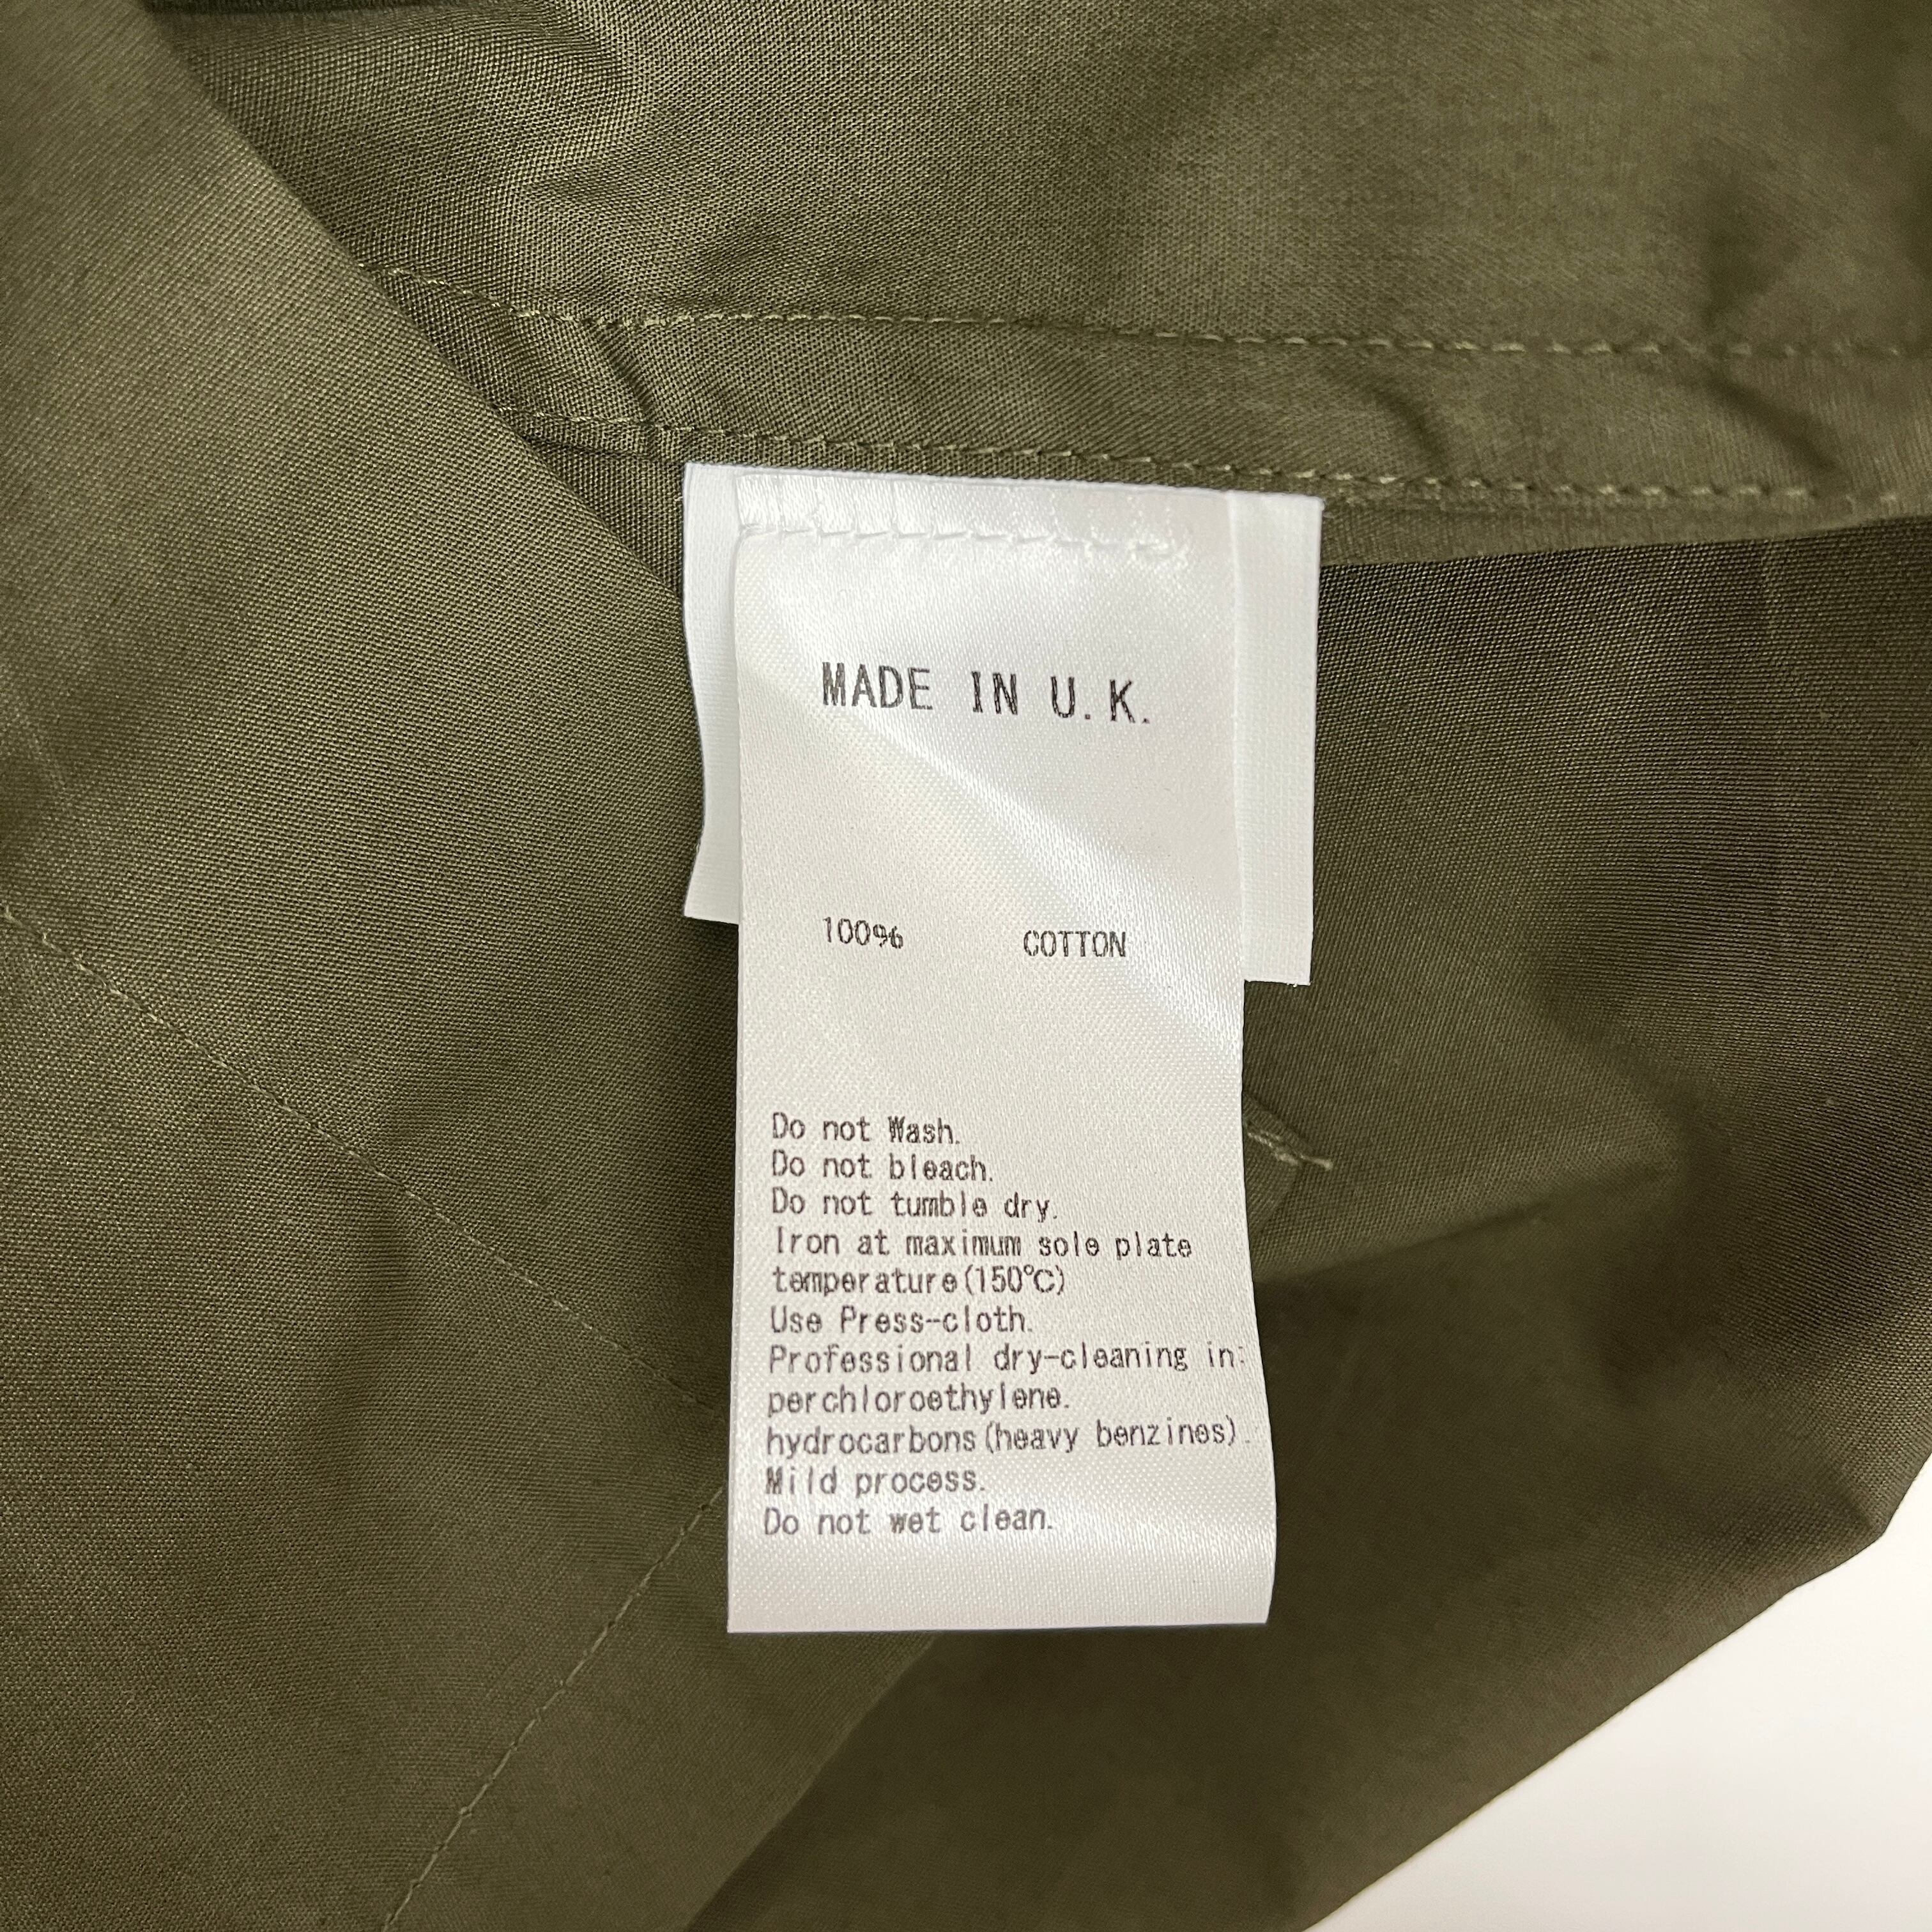 MADE IN U.K.
100% COTTON
Do not Wash.
Do not bleach.
Do not tumble dry.
Iron at maximum sole plate
temperature(150℃)
Use Press-cloth.
Professional dry-cleaning in:
perchloroethylene.
hydrocarbons(heavy benzines).
Mild process.
Do not wet clean.